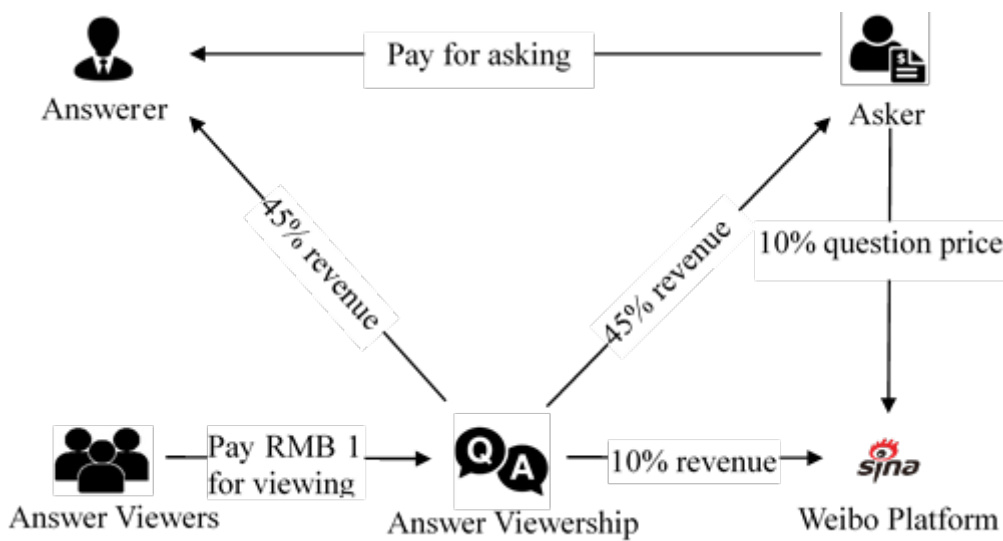 Pay for asking
Answerer
Asker
45% revenue
45% revenue
10% question price
Q A
Pay RMB 1
for viewing
10% revenue
sina
Answer Viewers
Answer Viewership
Weibo Platform
$